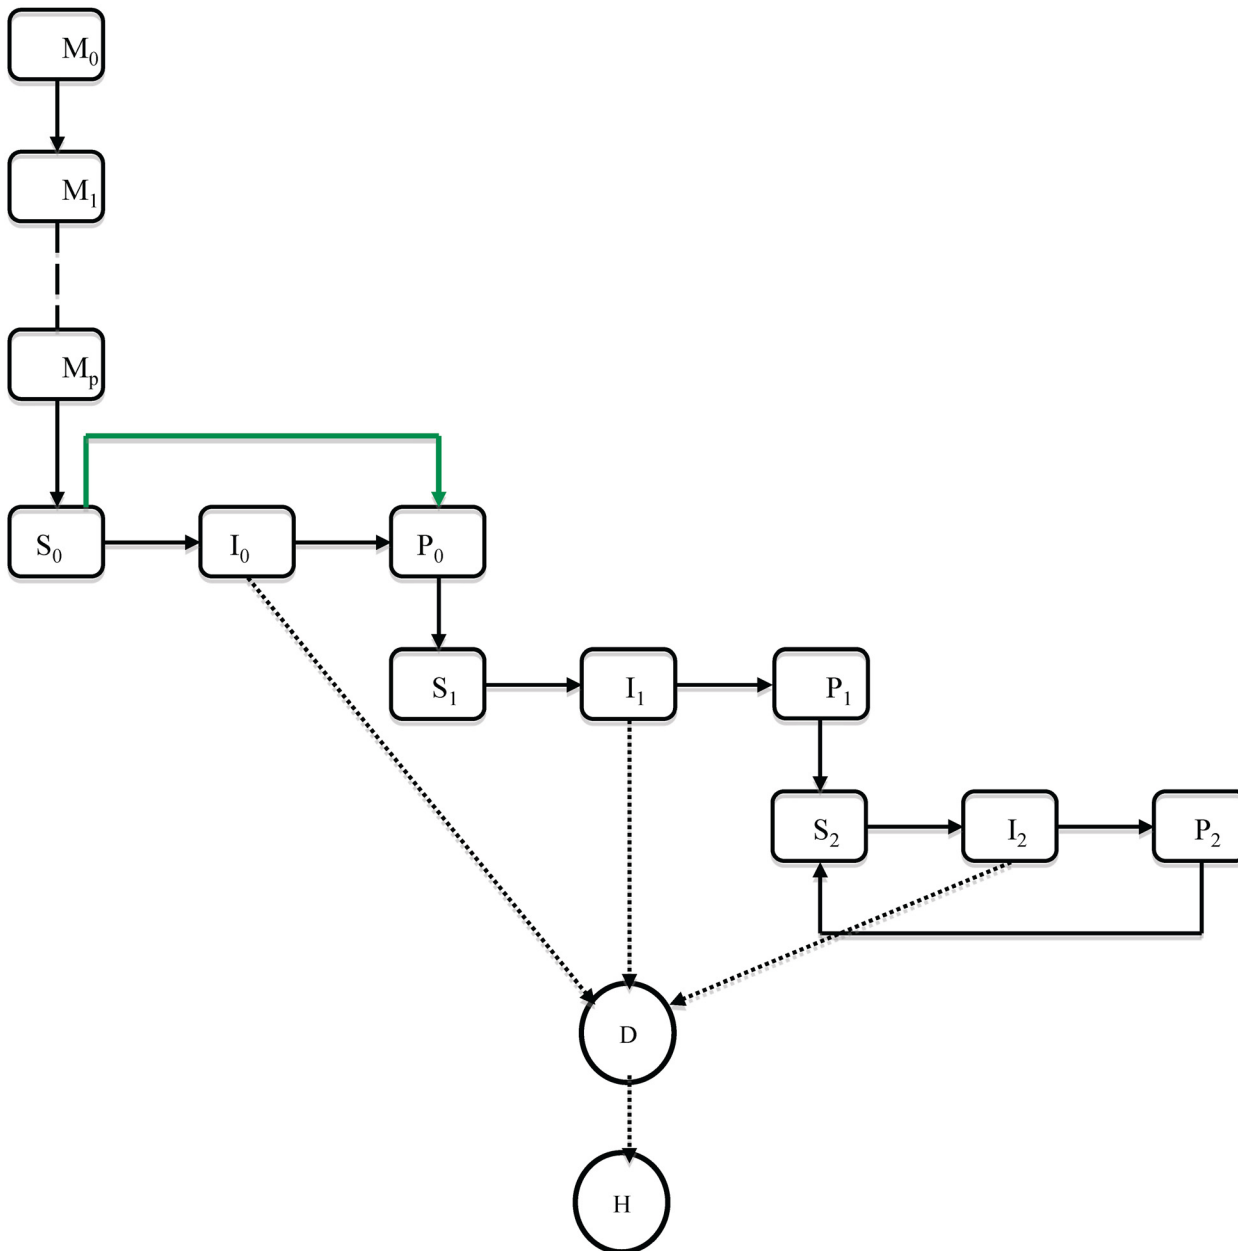 M₀
M₁
Mₚ
S₀ I₀ P₀
S₁ I₁ P₁
S₂ I₂ P₂
D
H